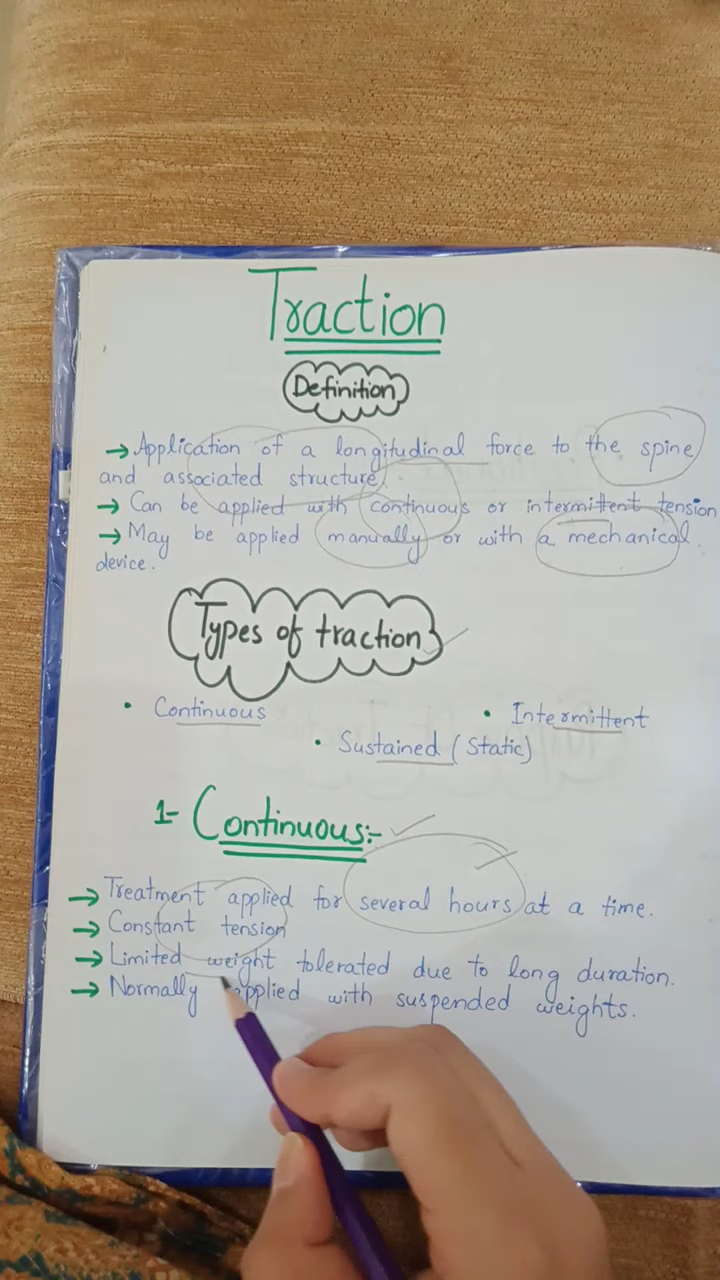 Traction
Definition
→ Application of a longitudinal force to the spine
and associated structure.
→ Can be applied with continuous or intermittent tension
→ May be applied manually or with a mechanical
device.
Types of traction
• Continuous
• Intermittent
• Sustained (Static)
1- Continuous:-
→ Treatment applied for several hours at a time.
→ Constant tension
→ Limited weight tolerated due to long duration.
→ Normally applied with suspended weights.